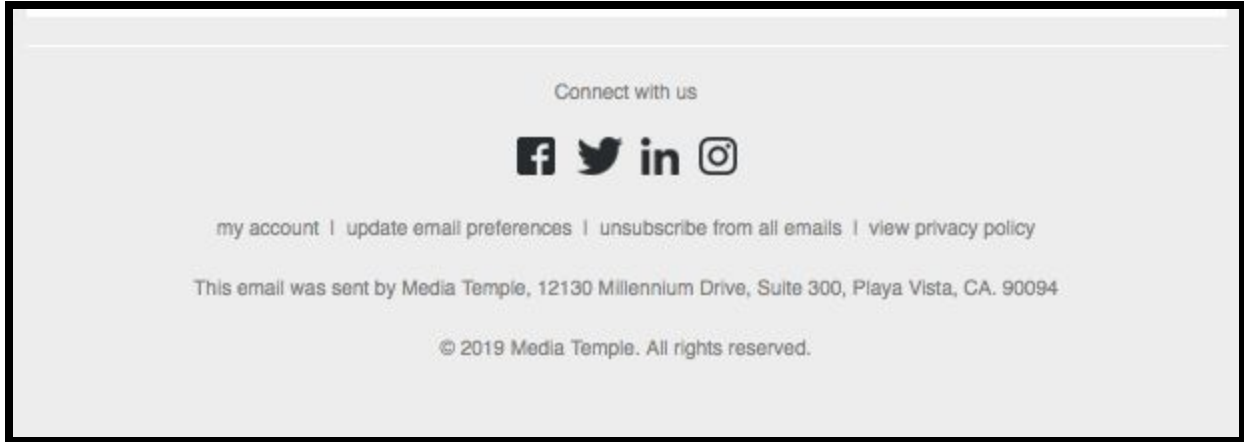 Connect with us
in
my account | update email preferences | unsubscribe from all emails | view privacy policy
This email was sent by Media Temple, 12130 Millennium Drive, Suite 300, Playa Vista, CA. 90094
© 2019 Media Temple. All rights reserved.